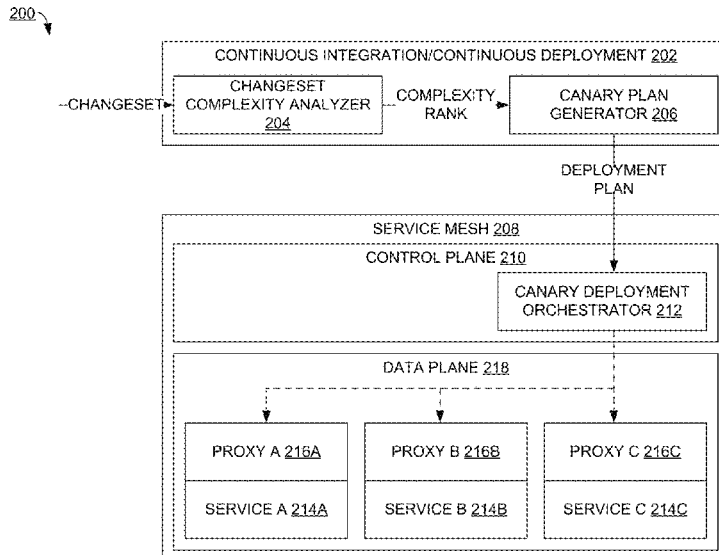 200
CONTINUOUS INTEGRATION/CONTINUOUS DEPLOYMENT 202
CHANGESET
CHANGESET
COMPLEXITY ANALYZER
204
COMPLEXITY
RANK
CANARY PLAN
GENERATOR 206
DEPLOYMENT
PLAN
SERVICE MESH 208
CONTROL PLANE 210
CANARY DEPLOYMENT
ORCHESTRATOR 212
DATA PLANE 218
PROXY A 216A
PROXY B 216B
PROXY C 216C
SERVICE A 214A
SERVICE B 214B
SERVICE C 214C